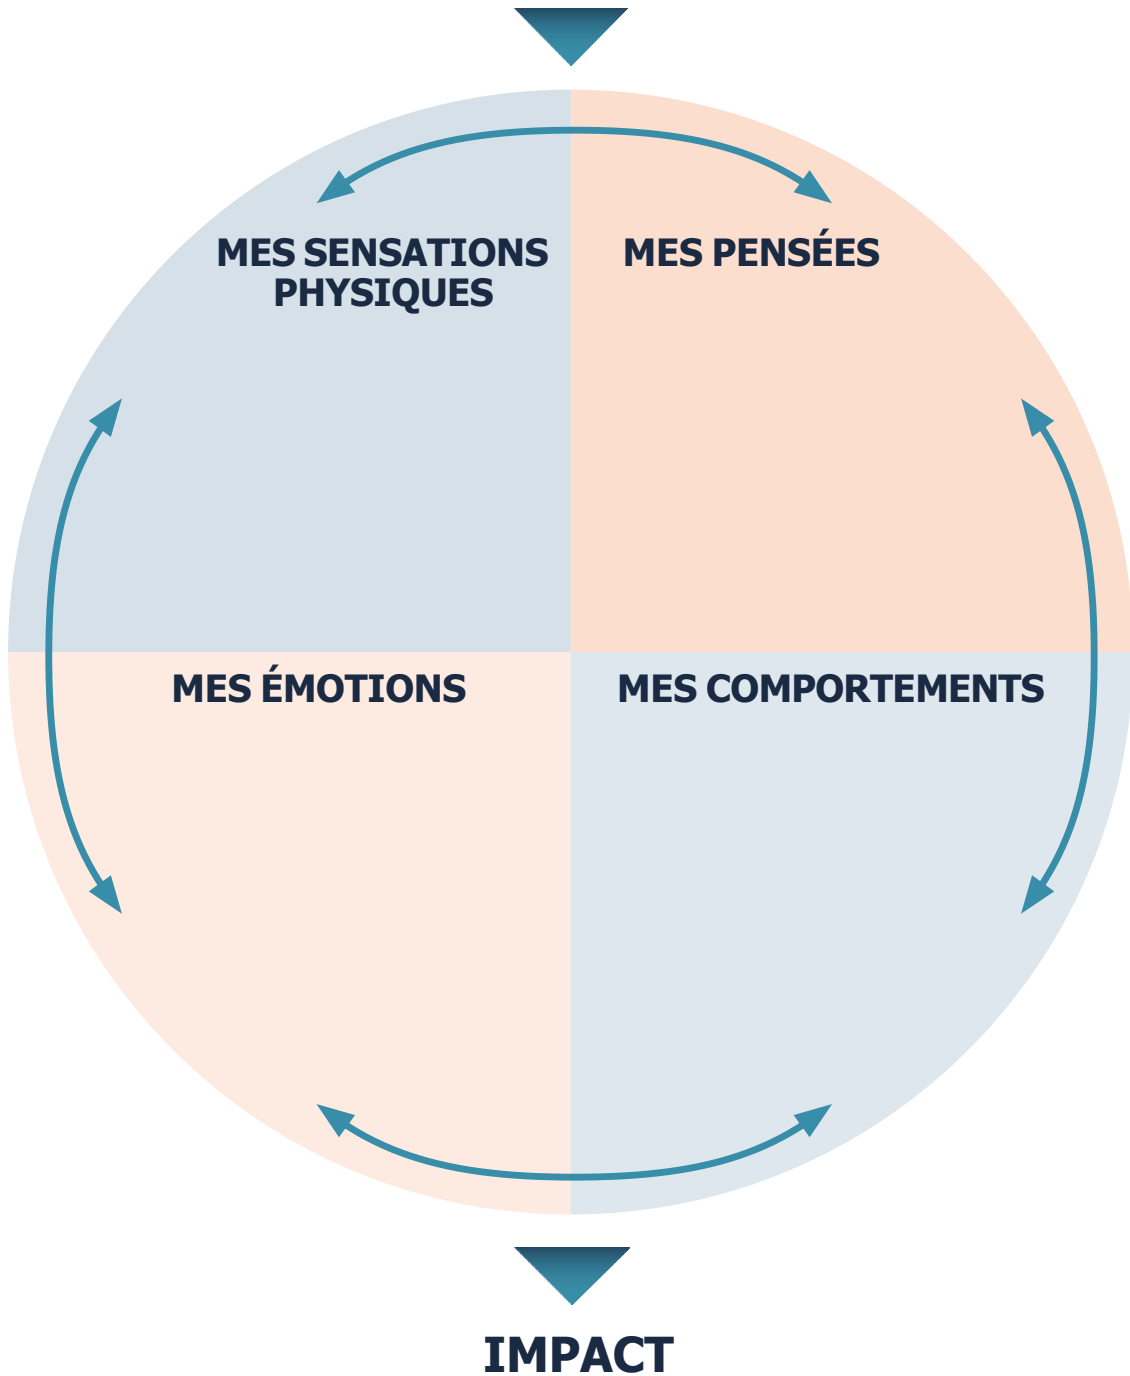 MES SENSATIONS
PHYSIQUES
MES PENSÉES
MES ÉMOTIONS
MES COMPORTEMENTS
IMPACT